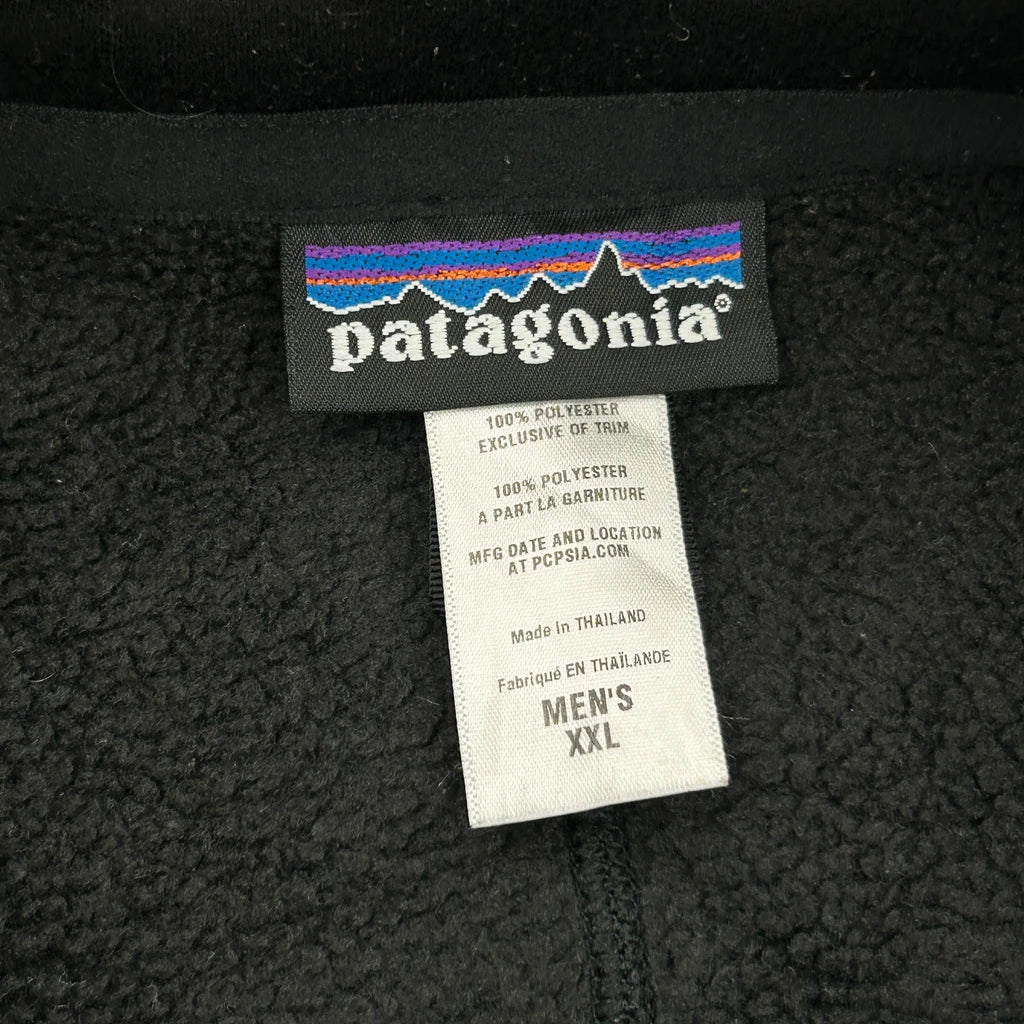 patagonia®
100% POLYESTER
EXCLUSIVE OF TRIM
100% POLYESTER
A PART LA GARNITURE
MFG DATE AND LOCATION
AT PCPSIA.COM
Made in THAILAND
Fabriqué EN THAÏLANDE
MEN'S
XXL